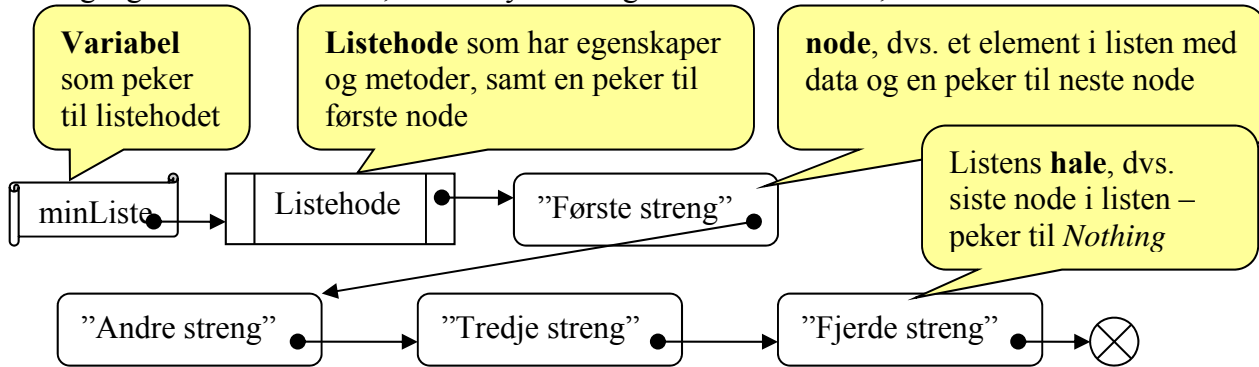 Variabel
som peker
til listehodet
Listehode som har egenskaper
og metoder, samt en peker til
første node
node, dvs. et element i listen med
data og en peker til neste node
Listens hale, dvs.
siste node i listen –
peker til Nothing
minListe
Listehode
”Første streng”
”Andre streng”
”Tredje streng”
”Fjerde streng”